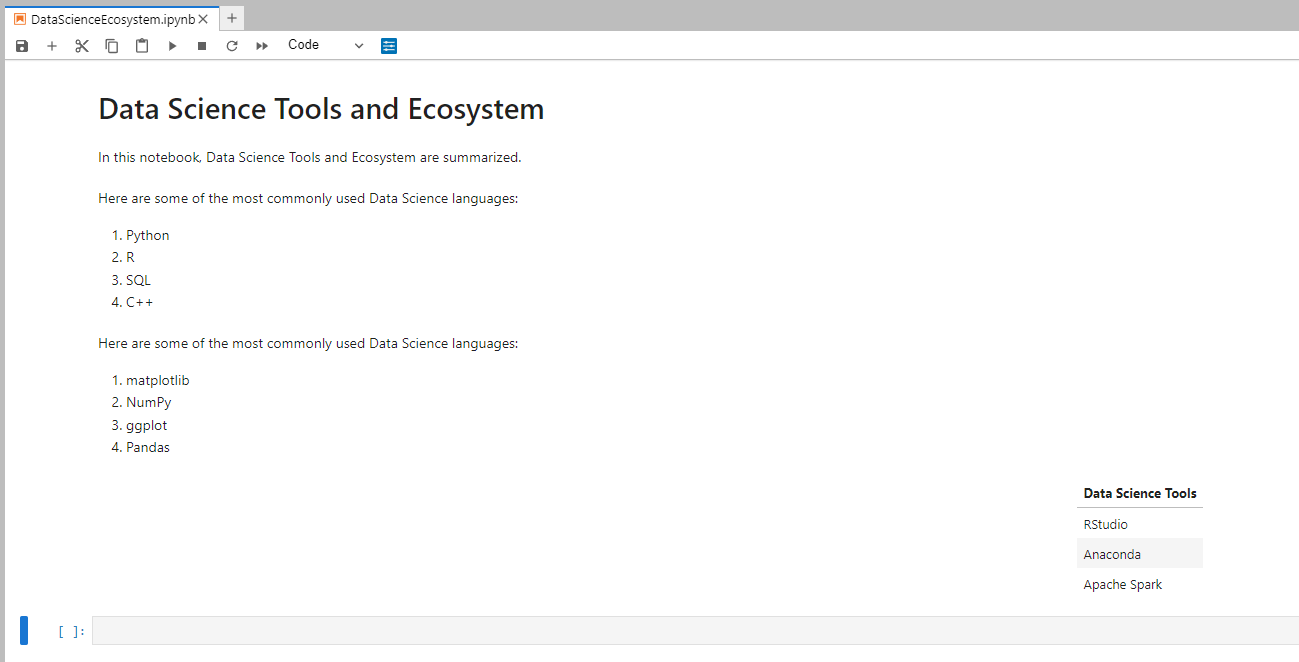 DataScienceEcosystem.ipynb
Code
Data Science Tools and Ecosystem
In this notebook, Data Science Tools and Ecosystem are summarized.
Here are some of the most commonly used Data Science languages:
1. Python
2. R
3. SQL
4. C++
Here are some of the most commonly used Data Science languages:
1. matplotlib
2. NumPy
3. ggplot
4. Pandas
Data Science Tools
RStudio
Anaconda
Apache Spark
[ ]: